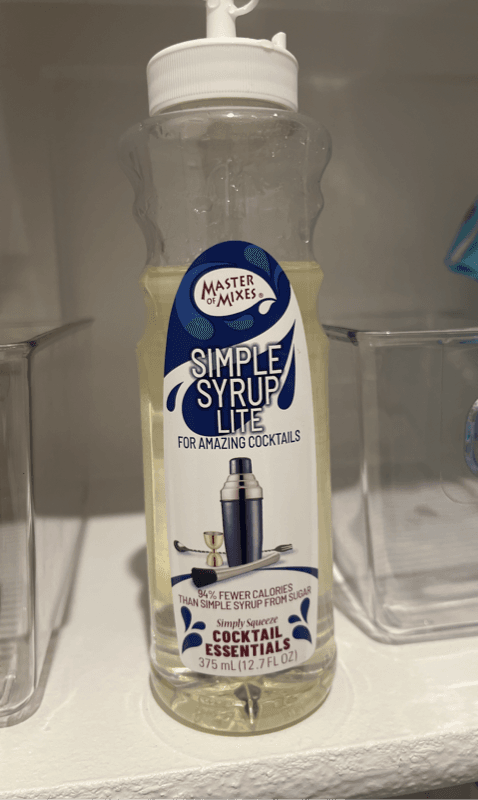 MASTER
OF MIXES®
SIMPLE
SYRUP
LITE
FOR AMAZING COCKTAILS
94% FEWER CALORIES
THAN SIMPLE SYRUP FROM SUGAR
Simply Squeeze
COCKTAIL
ESSENTIALS
375 mL (12.7 FL OZ)